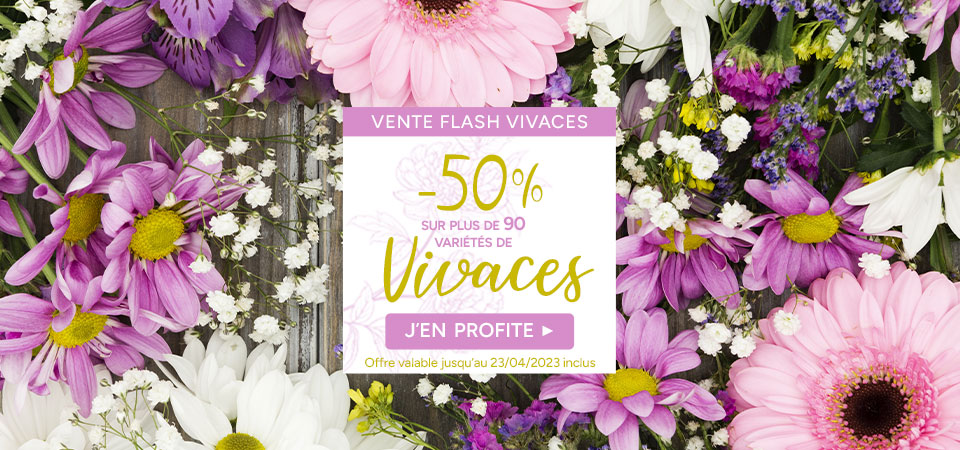 VENTE FLASH VIVACES
-50%
SUR PLUS DE 90
VARIÉTÉS DE
Vivaces
J'EN PROFITE ►
Offre valable jusqu'au 23/04/2023 inclus